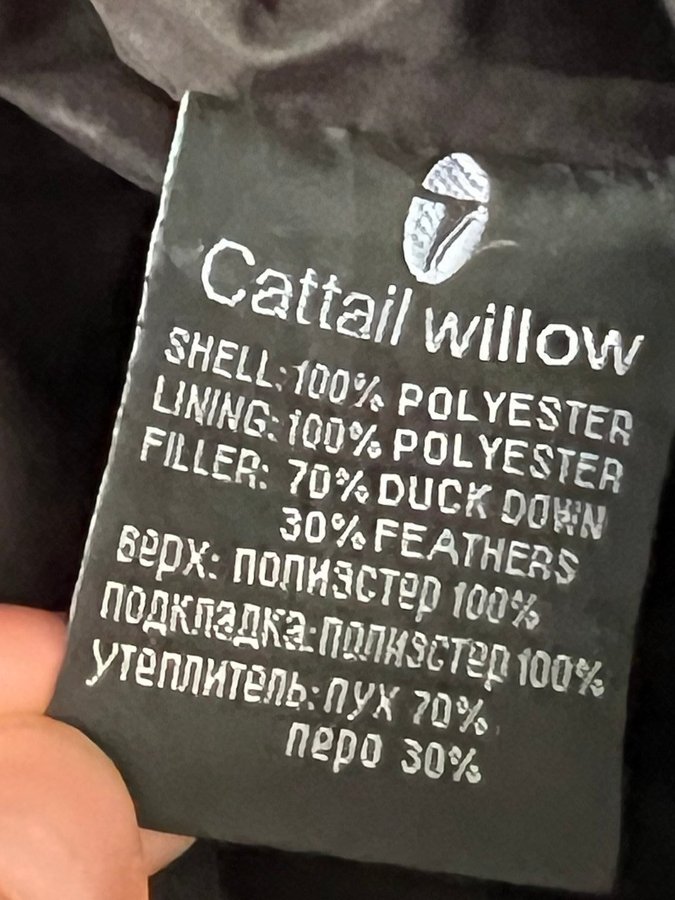 Cattail willow
SHELL: 100% POLYESTER
LINING: 100% POLYESTER
FILLER: 70% DUCK DOWN
30% FEATHERS
верх: полиэстер 100%
подкладка: полиэстер 100%
утеплитель: пух 70%
перо 30%